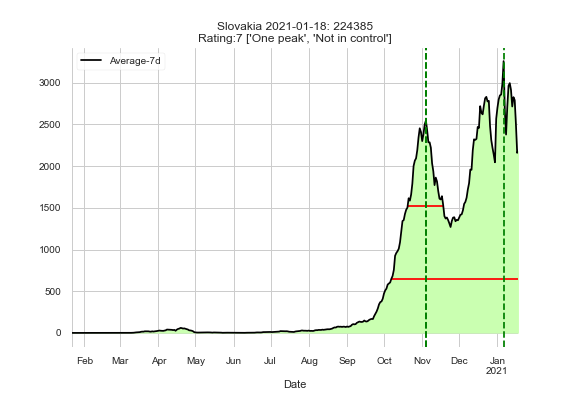 Slovakia 2021-01-18: 224385
Rating:7 ['One peak', 'Not in control']
Average-7d
3000
2500
2000
1500
1000
500
0
Feb Mar Apr May Jun Jul Aug Sep Oct Nov Dec Jan
2021
Date